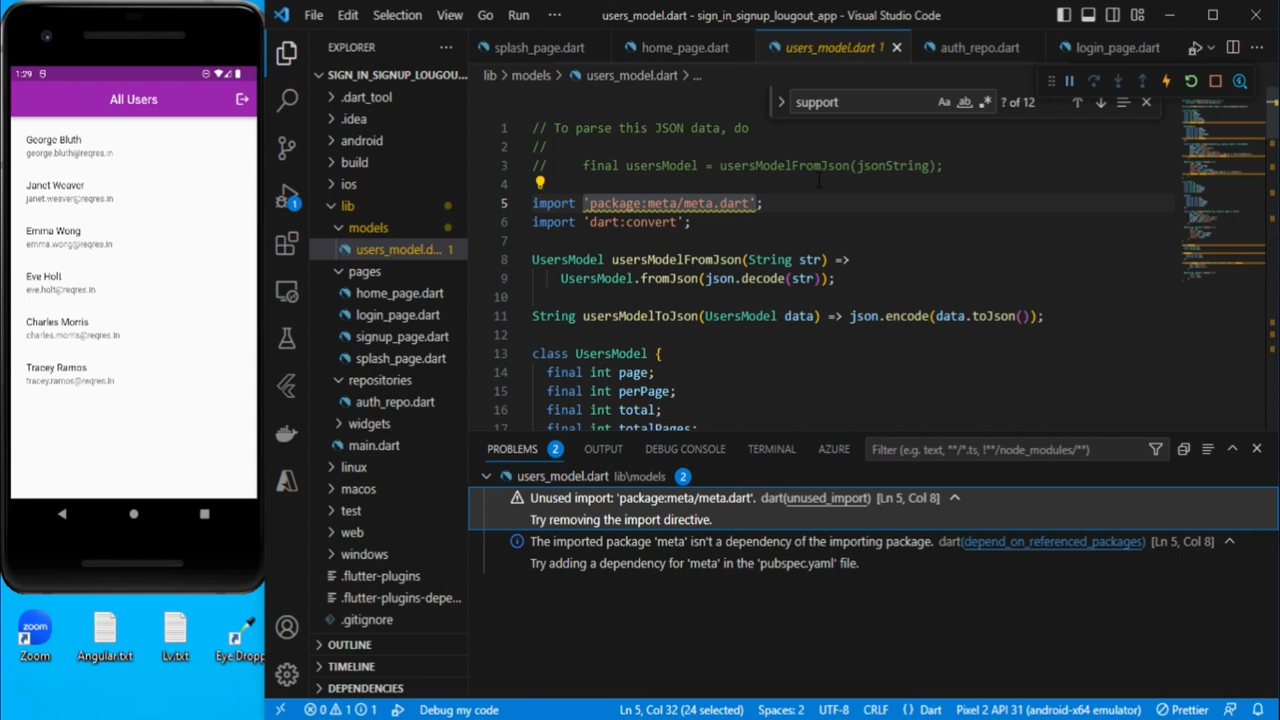 1:29
All Users
George Bluth
george.bluth@reqres.in
Janet Weaver
janet.weaver@reqres.in
Emma Wong
emma.wong@reqres.in
Eve Holt
eve.holt@reqres.in
Charles Morris
charles.morris@reqres.in
Tracey Ramos
tracey.ramos@reqres.in
zoom
Zoom
Angular.txt
Lv.txt
Eye Dropp
File Edit Selection View Go Run ··· users_model.dart - sign_in_signup_lougout_app - Visual Studio Code
EXPLORER ···
SIGN_IN_SIGNUP_LOUGOU...
.dart_tool
.idea
android
build
ios
lib
models
users_model.d... 1
pages
home_page.dart
login_page.dart
signup_page.dart
splash_page.dart
repositories
auth_repo.dart
widgets
main.dart
linux
macos
test
web
windows
.flutter-plugins
.flutter-plugins-depe...
.gitignore
OUTLINE
TIMELINE
DEPENDENCIES
1
splash_page.dart home_page.dart users_model.dart 1 auth_repo.dart login_page.dart ···
lib > models > users_model.dart > ...
support Aa ab .* ? of 12
1 // To parse this JSON data, do
2 //
3 //     final usersModel = usersModelFromJson(jsonString);
4
5 import 'package:meta/meta.dart';
6 import 'dart:convert';
7
8 UsersModel usersModelFromJson(String str) =>
9     UsersModel.fromJson(json.decode(str));
10
11 String usersModelToJson(UsersModel data) => json.encode(data.toJson());
12
13 class UsersModel {
14   final int page;
15   final int perPage;
16   final int total;
17   final int totalPages;
PROBLEMS 2 OUTPUT DEBUG CONSOLE TERMINAL AZURE Filter (e.g. text, **/*.ts, !**/node_modules/**)
users_model.dart lib\models 2
Unused import: 'package:meta/meta.dart'. dart(unused_import) [Ln 5, Col 8]
Try removing the import directive.
The imported package 'meta' isn't a dependency of the importing package. dart(depend_on_referenced_packages) [Ln 5, Col 8]
Try adding a dependency for 'meta' in the 'pubspec.yaml' file.
0 1 1 Debug my code Ln 5, Col 32 (24 selected) Spaces: 2 UTF-8 CRLF {} Dart Pixel 2 API 31 (android-x64 emulator) Prettier